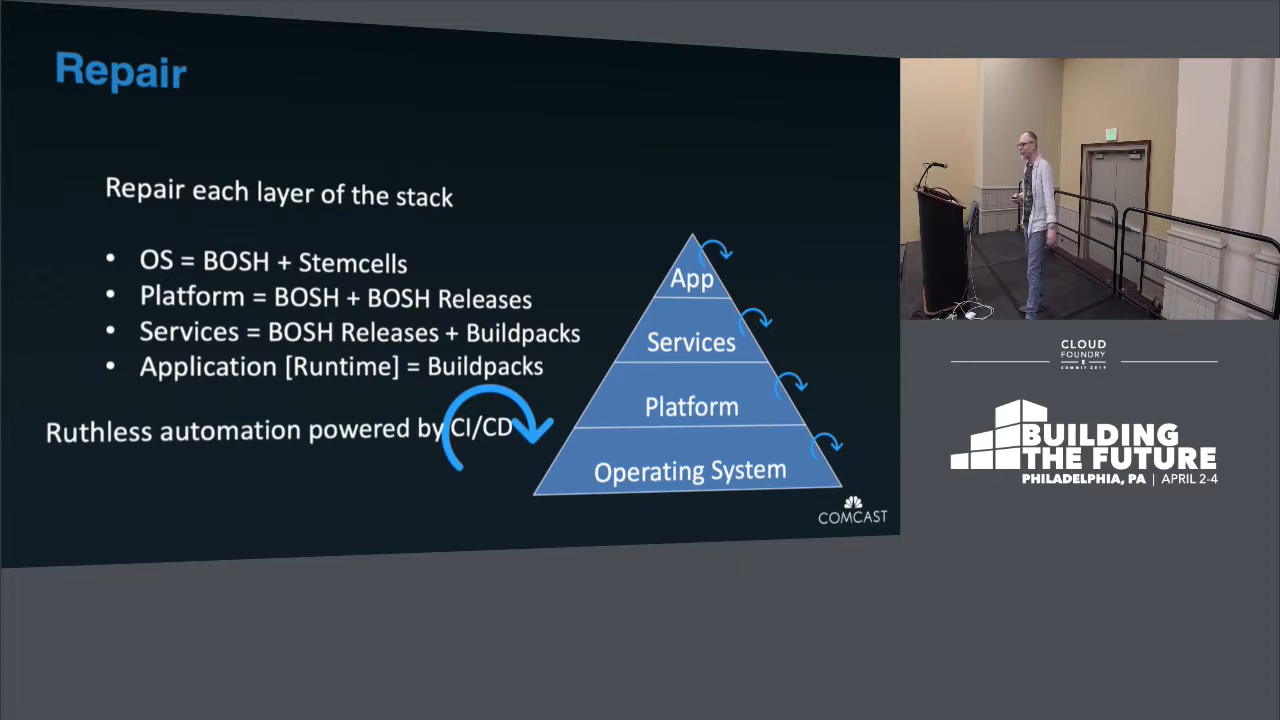 Repair
Repair each layer of the stack
• OS = BOSH + Stemcells
• Platform = BOSH + BOSH Releases
• Services = BOSH Releases + Buildpacks
• Application [Runtime] = Buildpacks
Ruthless automation powered by CI/CD
App
Services
Platform
Operating System
COMCAST
CLOUD
FOUNDRY
SUMMIT 2019
BUILDING
THE FUTURE
PHILADELPHIA, PA | APRIL 2-4